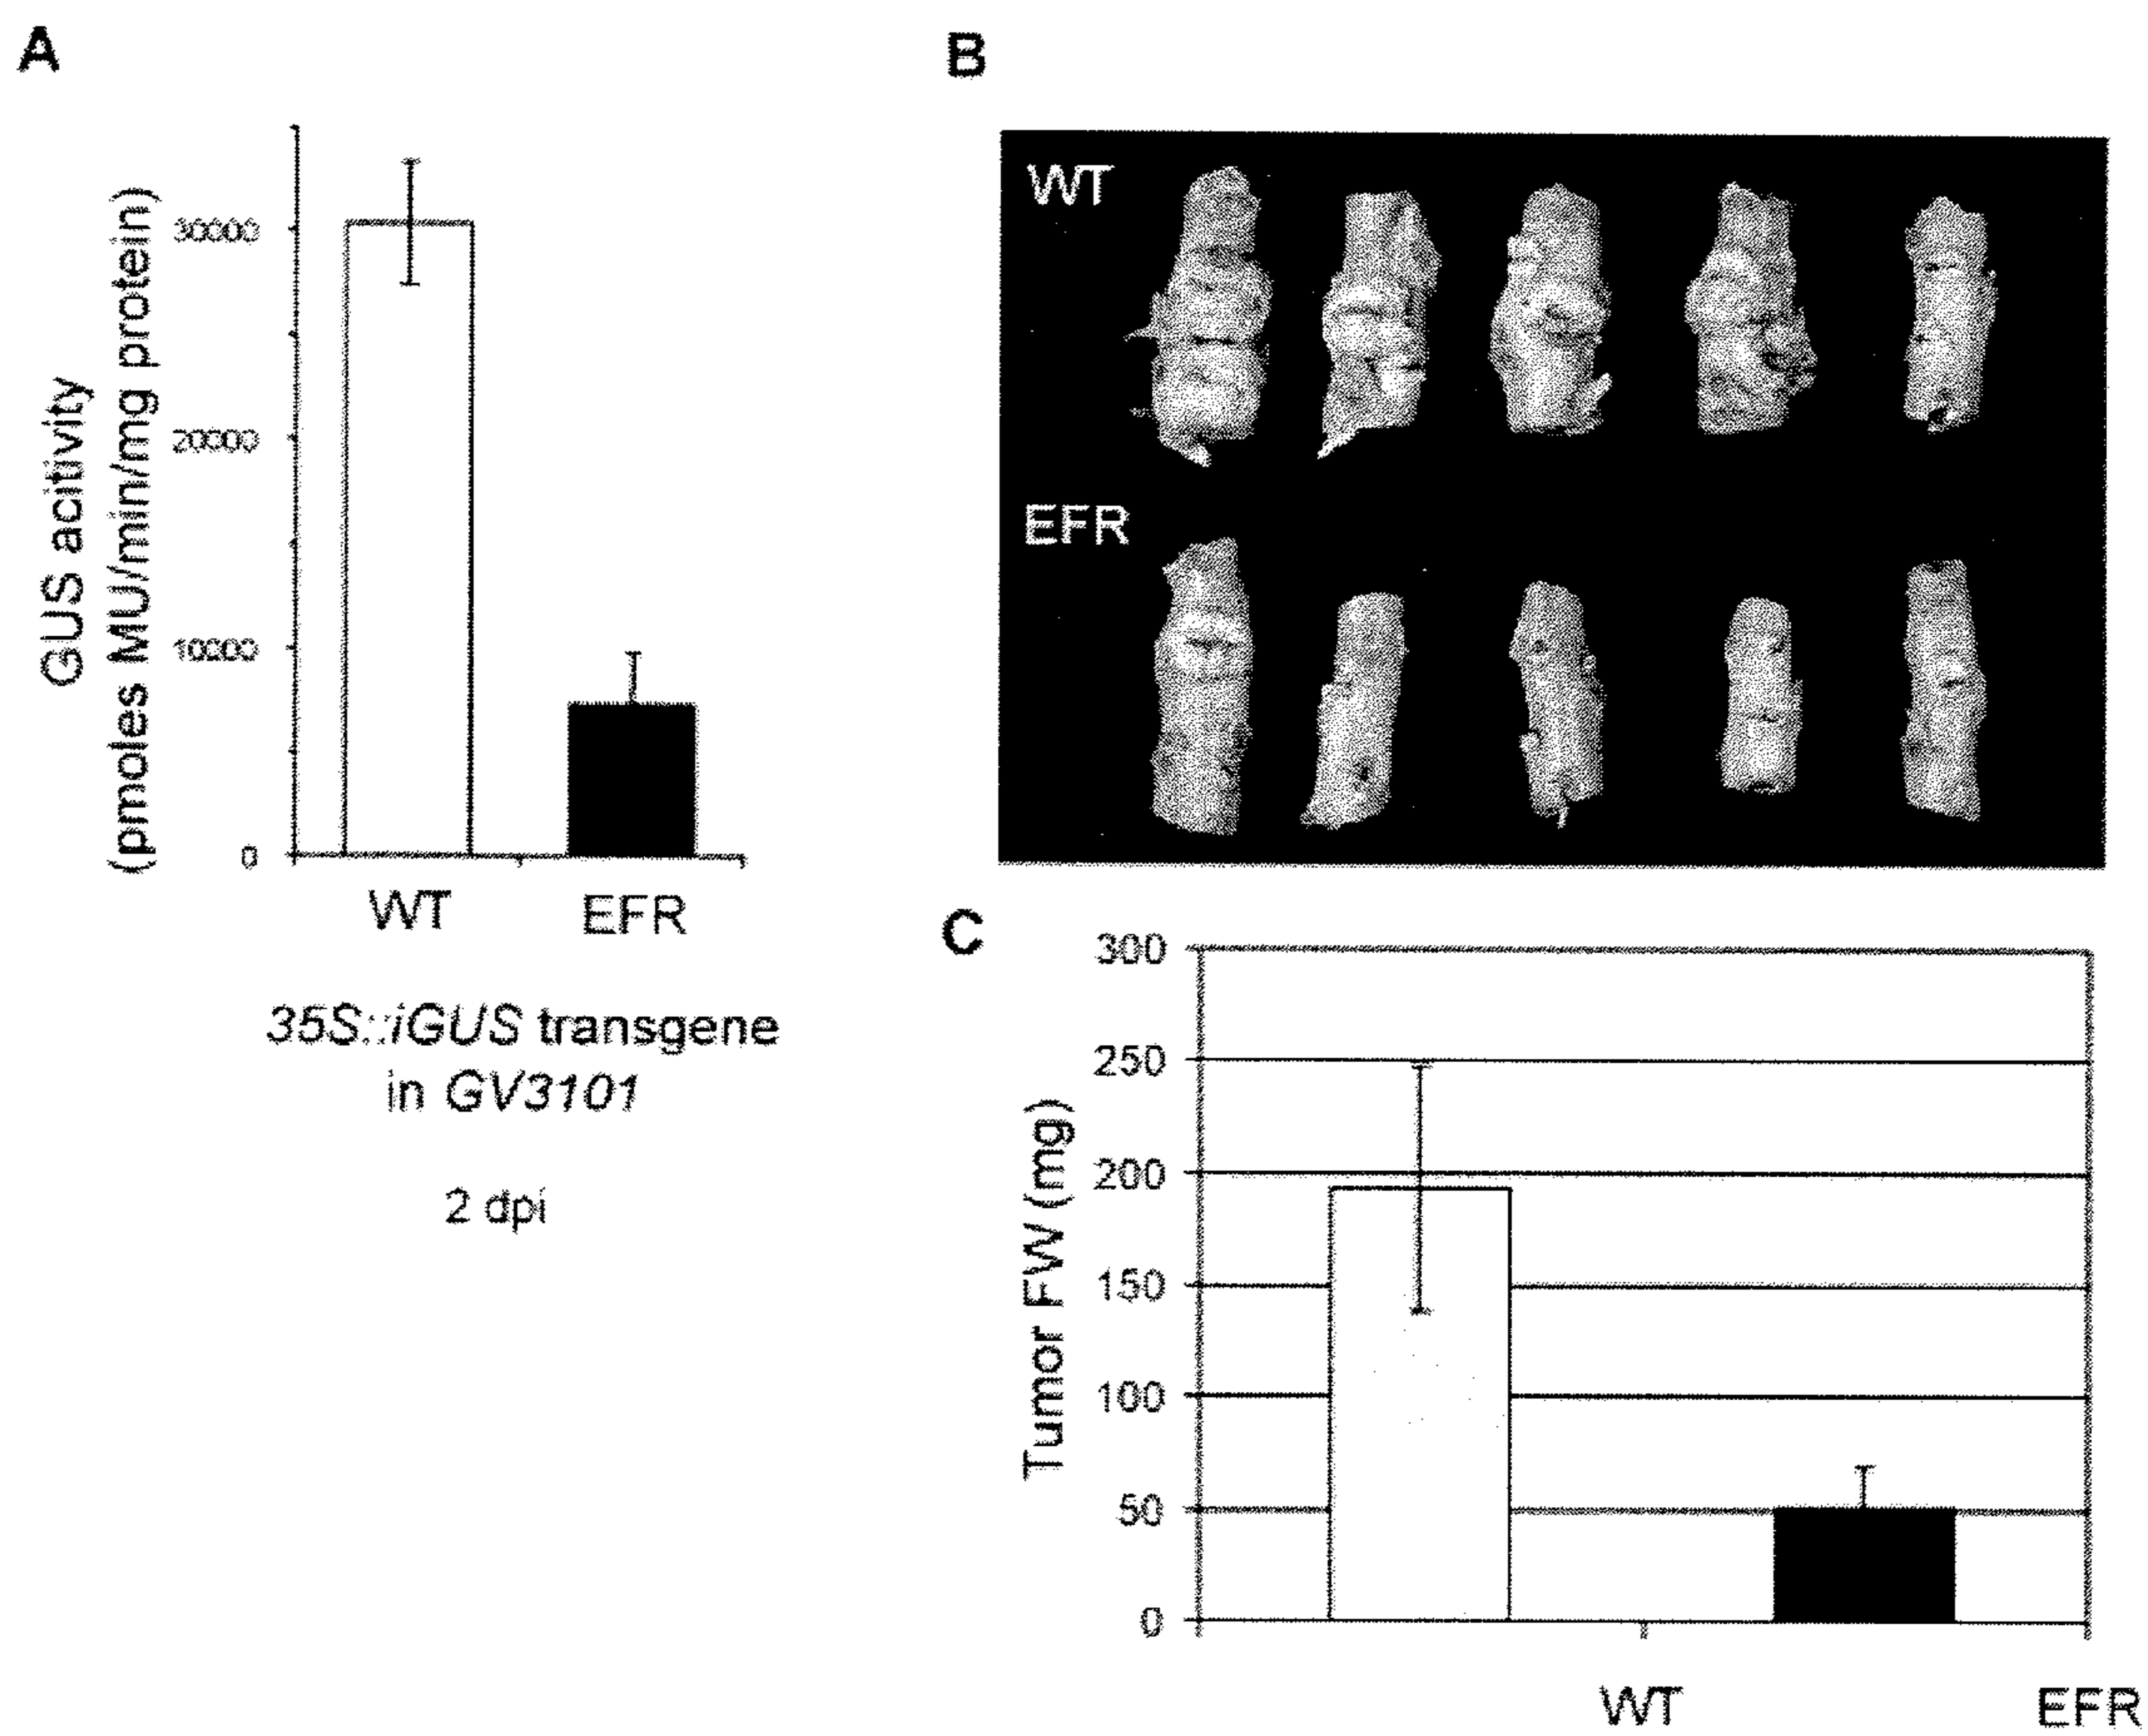 A
GUS acitivity
(pmoles MU/min/mg protein)
30000
20000
10000
0
WT
EFR
35S::iGUS transgene
in GV3101
2 dpi
B
WT
EFR
C
Tumor FW (mg)
300
250
200
150
100
50
0
WT
EFR